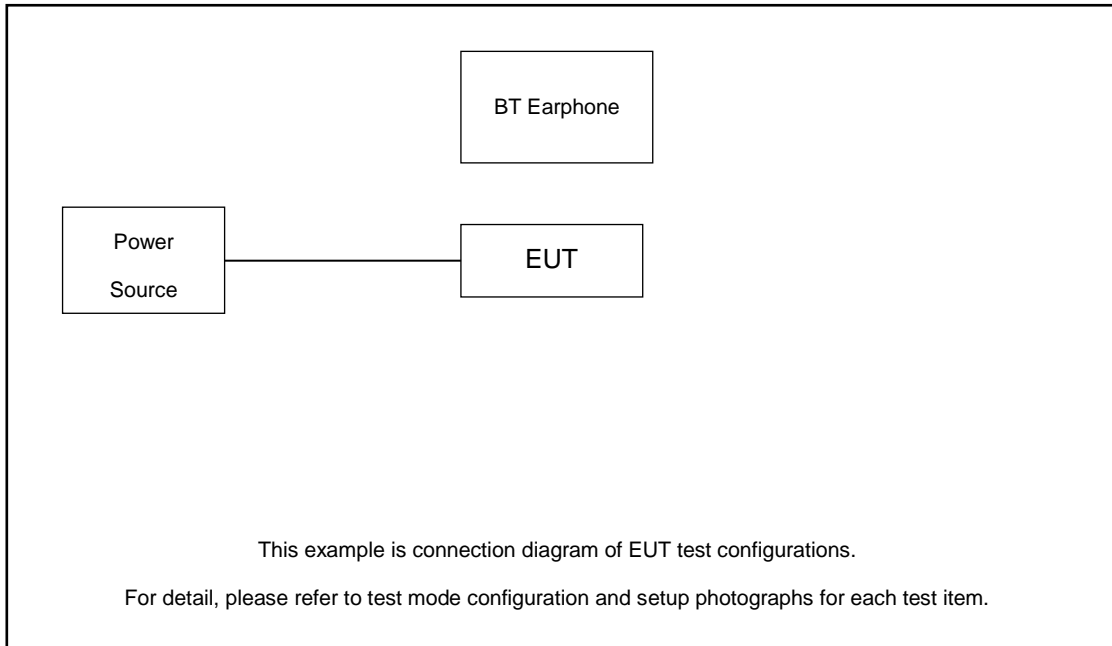 BT Earphone
Power
Source
EUT
This example is connection diagram of EUT test configurations.
For detail, please refer to test mode configuration and setup photographs for each test item.